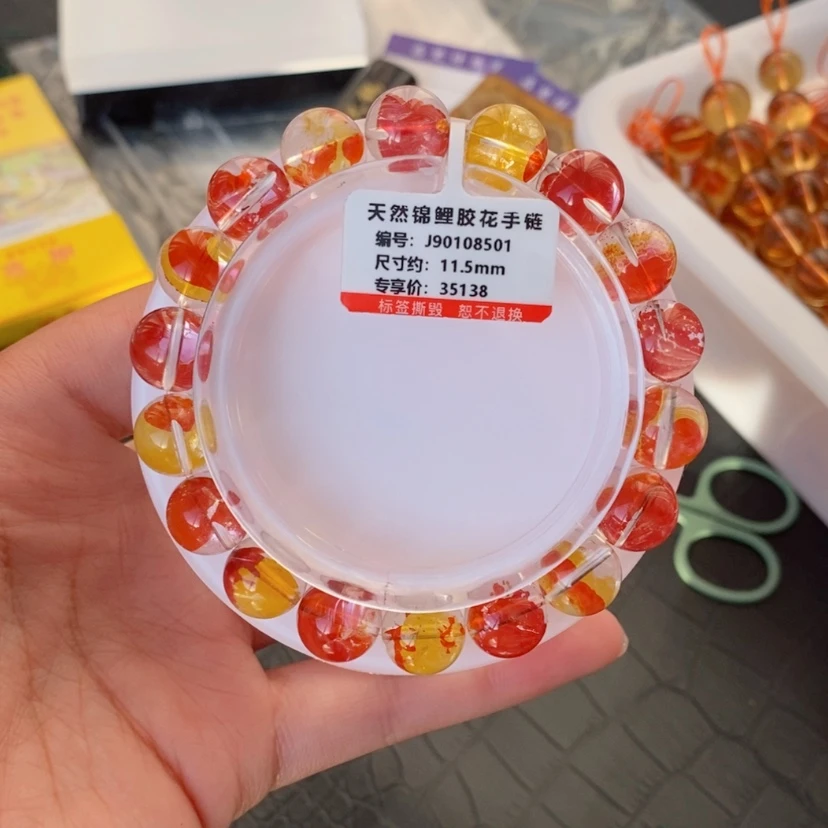 天然锦鲤胶花手链
编号：J90108501
尺寸约：11.5mm
专享价：35138
标签撕毁 恕不退换